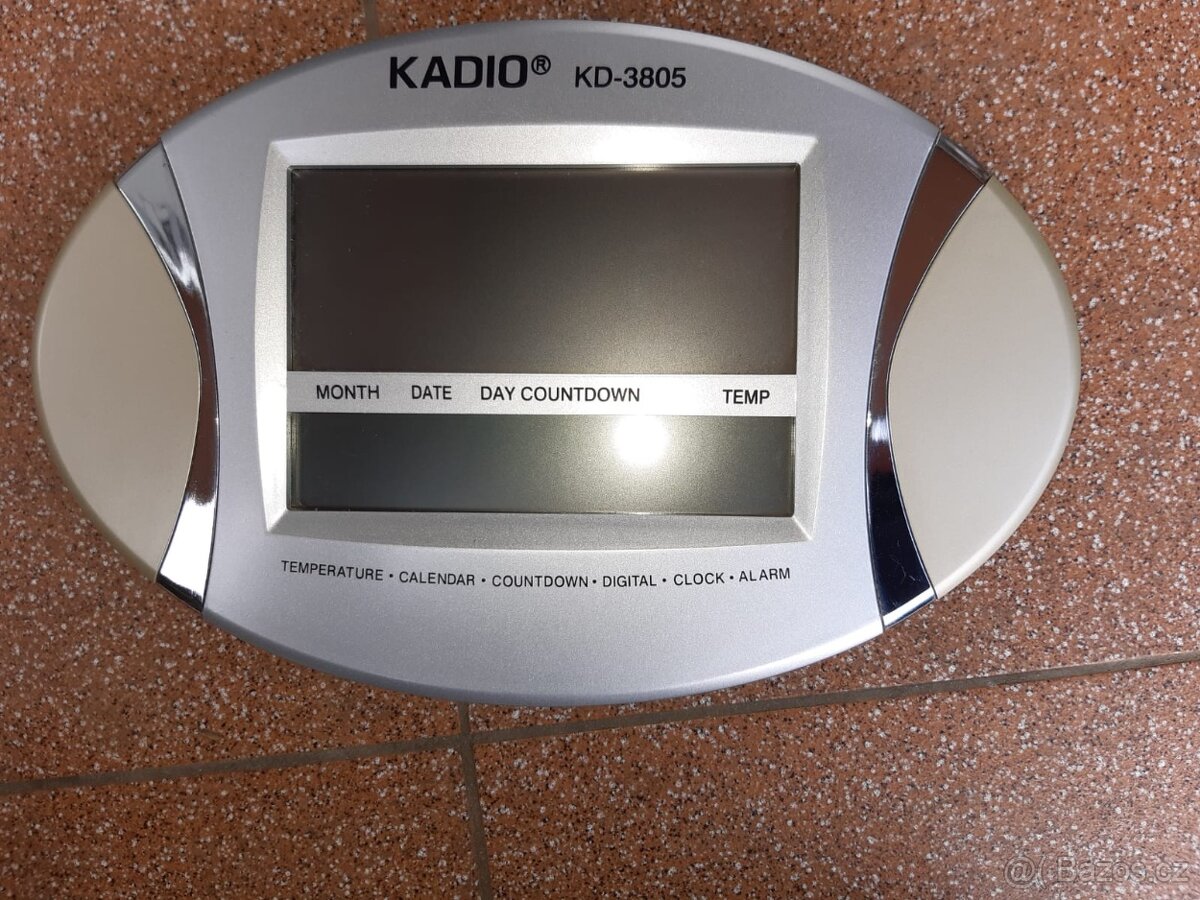 KADIO® KD-3805
MONTH DATE DAY COUNTDOWN TEMP
TEMPERATURE • CALENDAR • COUNTDOWN • DIGITAL • CLOCK • ALARM
@ Bazos.cz